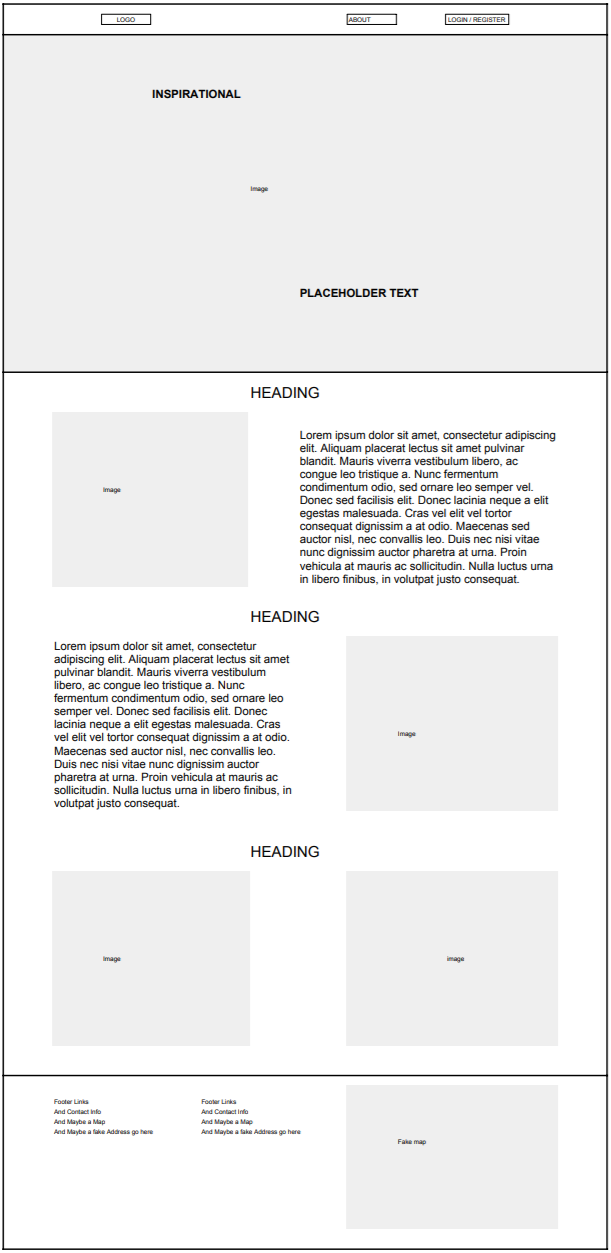 LOGO
ABOUT
LOGIN / REGISTER
INSPIRATIONAL
Image
PLACEHOLDER TEXT
HEADING
Image
Lorem ipsum dolor sit amet, consectetur adipiscing
elit. Aliquam placerat lectus sit amet pulvinar
blandit. Mauris viverra vestibulum libero, ac
congue leo tristique a. Nunc fermentum
condimentum odio, sed ornare leo semper vel.
Donec sed facilisis elit. Donec lacinia neque a elit
egestas malesuada. Cras vel elit vel tortor
consequat dignissim a at odio. Maecenas sed
auctor nisl, nec convallis leo. Duis nec nisi vitae
nunc dignissim auctor pharetra at urna. Proin
vehicula at mauris ac sollicitudin. Nulla luctus urna
in libero finibus, in volutpat justo consequat.
HEADING
Lorem ipsum dolor sit amet, consectetur
adipiscing elit. Aliquam placerat lectus sit amet
pulvinar blandit. Mauris viverra vestibulum
libero, ac congue leo tristique a. Nunc
fermentum condimentum odio, sed ornare leo
semper vel. Donec sed facilisis elit. Donec
lacinia neque a elit egestas malesuada. Cras
vel elit vel tortor consequat dignissim a at odio.
Maecenas sed auctor nisl, nec convallis leo.
Duis nec nisi vitae nunc dignissim auctor
pharetra at urna. Proin vehicula at mauris ac
sollicitudin. Nulla luctus urna in libero finibus, in
volutpat justo consequat.
Image
HEADING
Image
image
Footer Links
And Contact Info
And Maybe a Map
And Maybe a fake Address go here
Footer Links
And Contact Info
And Maybe a Map
And Maybe a fake Address go here
Fake map